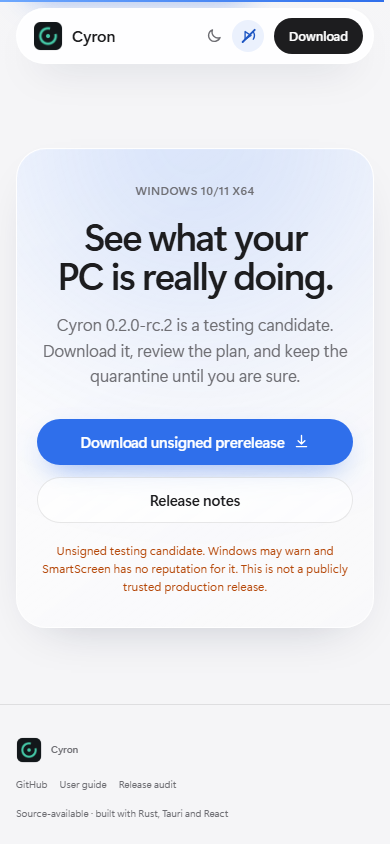 Cyron
Download
WINDOWS 10/11 X64
See what your
PC is really doing.
Cyron 0.2.0-rc.2 is a testing candidate.
Download it, review the plan, and keep the
quarantine until you are sure.
Download unsigned prerelease
Release notes
Unsigned testing candidate. Windows may warn and
SmartScreen has no reputation for it. This is not a publicly
trusted production release.
Cyron
GitHub User guide Release audit
Source-available · built with Rust, Tauri and React